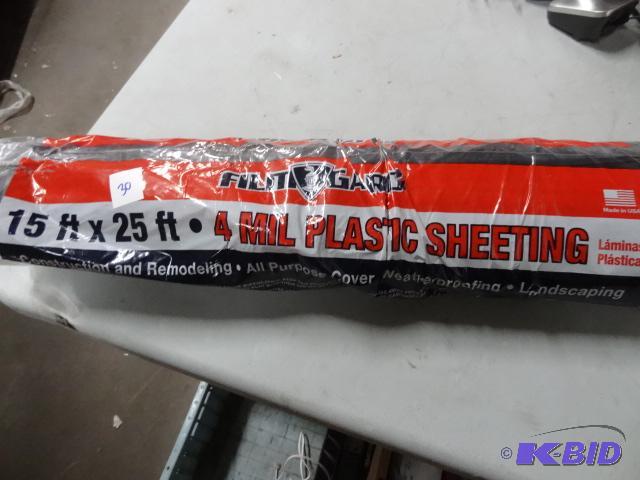 30
FILM GARD
Made in USA
15 ft x 25 ft • 4 MIL PLASTIC SHEETING
Láminas
Plástica
Construction and Remodeling • All Purpose Cover Weatherproofing • Landscaping
© K-BID